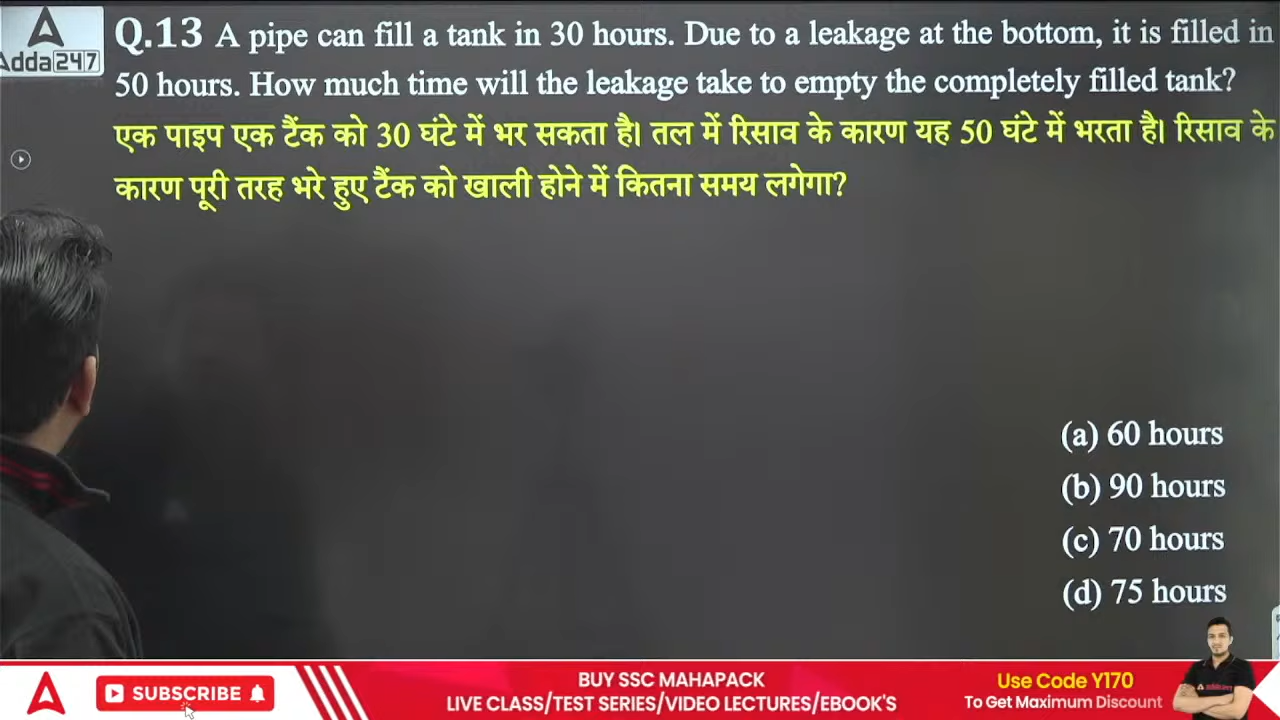 Adda247
Q.13 A pipe can fill a tank in 30 hours. Due to a leakage at the bottom, it is filled in
50 hours. How much time will the leakage take to empty the completely filled tank?
एक पाइप एक टैंक को 30 घंटे में भर सकता है। तल में रिसाव के कारण यह 50 घंटे में भरता है। रिसाव के
कारण पूरी तरह भरे हुए टैंक को खाली होने में कितना समय लगेगा?
(a) 60 hours
(b) 90 hours
(c) 70 hours
(d) 75 hours
SUBSCRIBE
BUY SSC MAHAPACK
LIVE CLASS/TEST SERIES/VIDEO LECTURES/EBOOK'S
Use Code Y170
To Get Maximum Discount